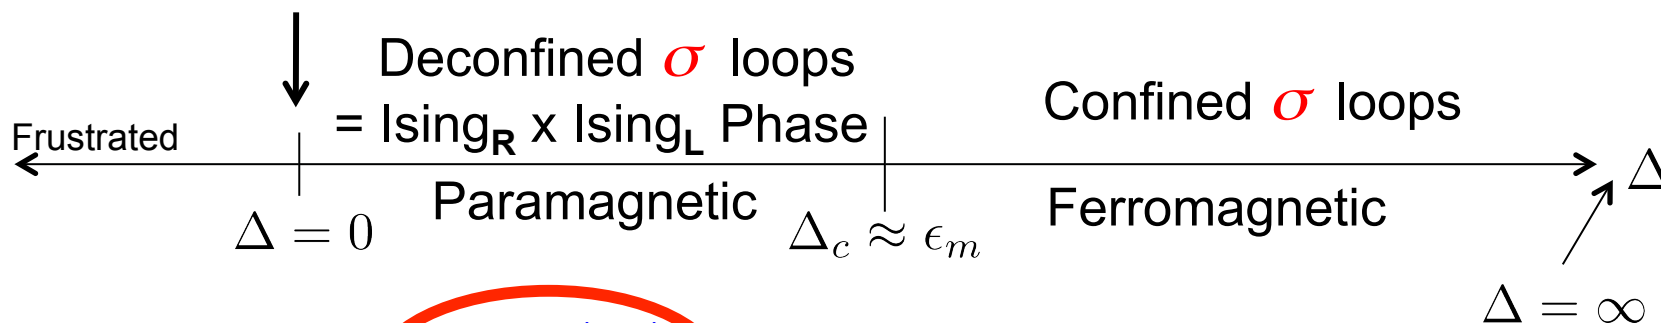 Deconfined σ loops
= Ising_R x Ising_L Phase
Confined σ loops
Frustrated
Δ
Paramagnetic
Ferromagnetic
Δ = 0
Δ_c ≈ ϵ_m
Δ = ∞